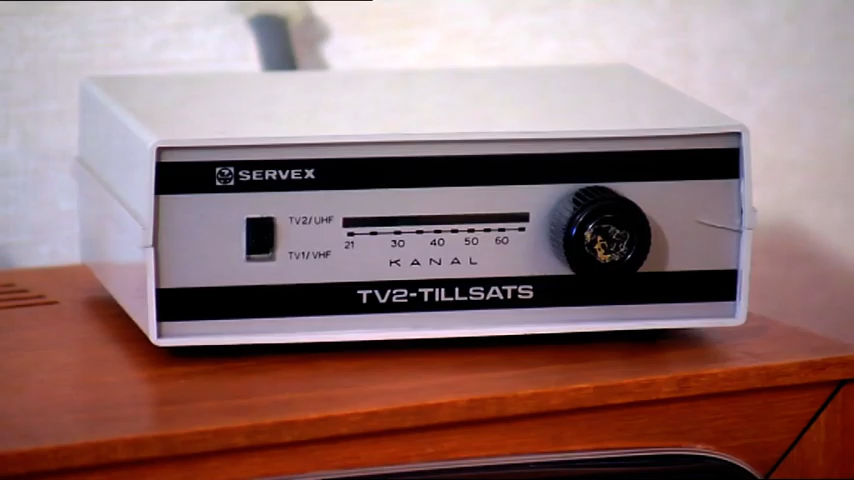 SERVEX
TV2/UHF
TV1/VHF
21 30 40 50 60
KANAL
TV2-TILLSATS